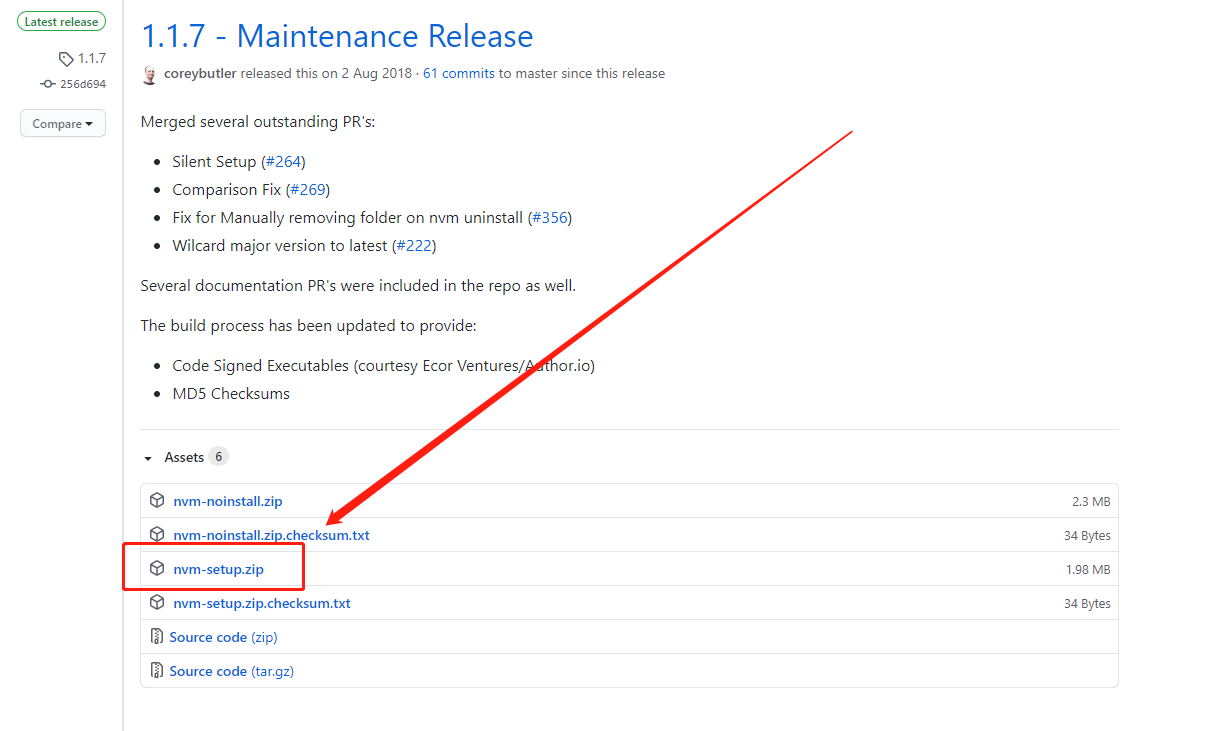 Latest release
1.1.7
256d694
Compare
1.1.7 - Maintenance Release
coreybutler released this on 2 Aug 2018 · 61 commits to master since this release
Merged several outstanding PR's:
• Silent Setup (#264)
• Comparison Fix (#269)
• Fix for Manually removing folder on nvm uninstall (#356)
• Wilcard major version to latest (#222)
Several documentation PR's were included in the repo as well.
The build process has been updated to provide:
• Code Signed Executables (courtesy Ecor Ventures/Author.io)
• MD5 Checksums
Assets 6
nvm-noinstall.zip 2.3 MB
nvm-noinstall.zip.checksum.txt 34 Bytes
nvm-setup.zip 1.98 MB
nvm-setup.zip.checksum.txt 34 Bytes
Source code (zip)
Source code (tar.gz)